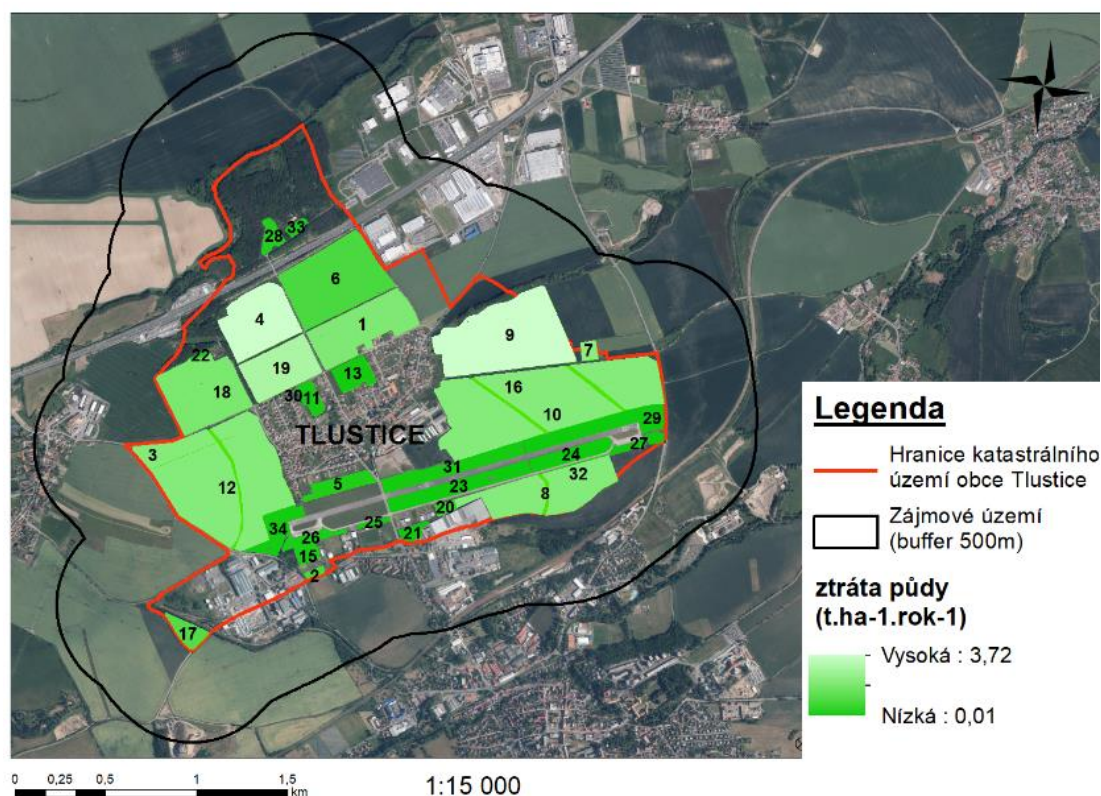 28
33
6
4
1
9
7
22
19
13
18
30
11
16
10
29
TLUSTICE
3
27
31
24
5
12
23
32
20
8
34
25
26
21
15
2
17
Legenda
Hranice katastrálního
území obce Tlustice
Zájmové území
(buffer 500m)
ztráta půdy
(t.ha-1.rok-1)
Vysoká : 3,72
Nízká : 0,01
0 0,25 0,5 1 1,5
km
1:15 000